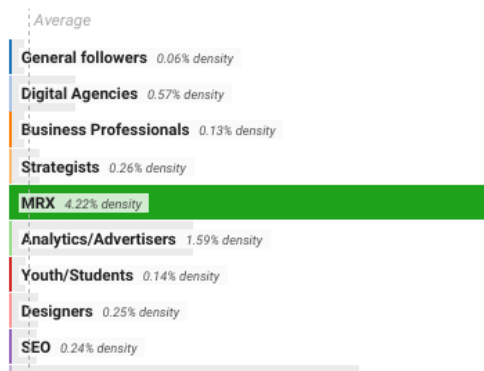 Average
General followers 0.06% density
Digital Agencies 0.57% density
Business Professionals 0.13% density
Strategists 0.26% density
MRX 4.22% density
Analytics/Advertisers 1.59% density
Youth/Students 0.14% density
Designers 0.25% density
SEO 0.24% density